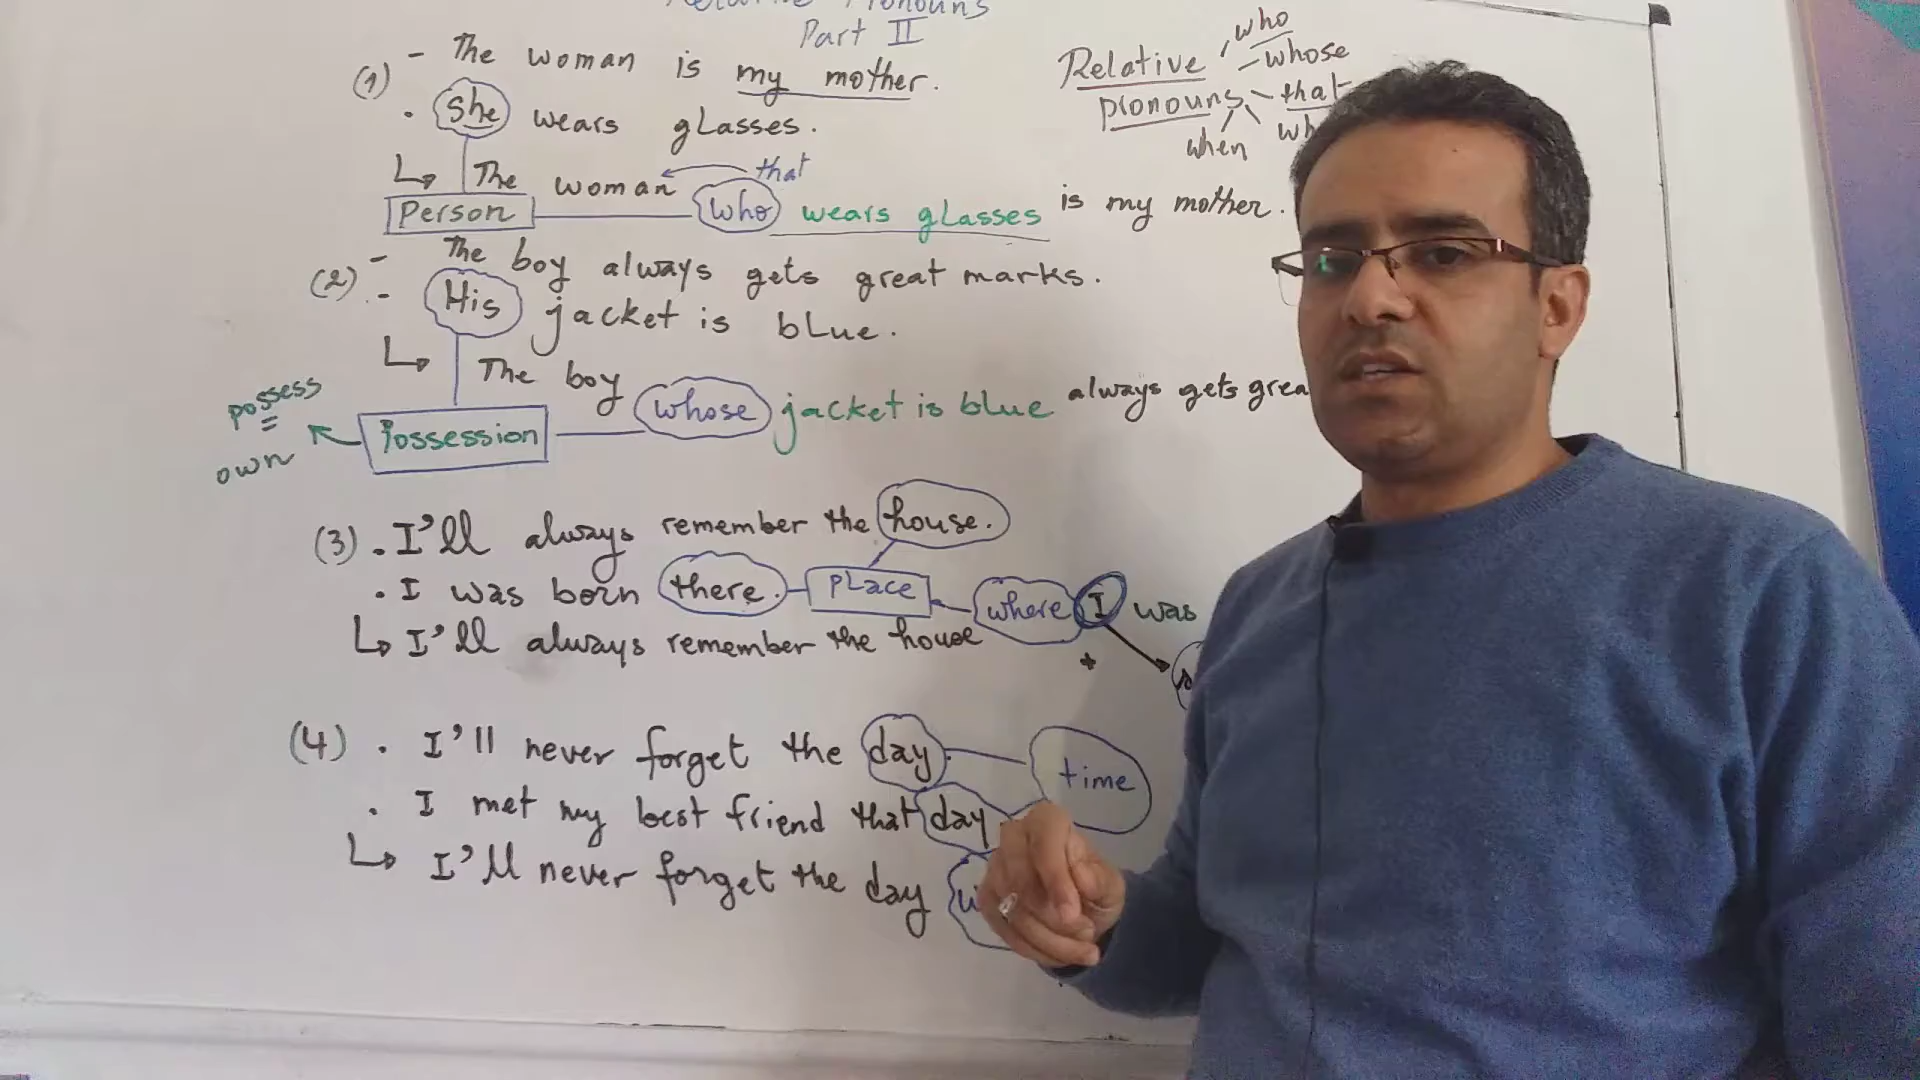 Relative Pronouns
Part II
Relative pronouns
who
whose
that
when
(1) - The woman is my mother.
. She wears glasses.
that
↳ The woman who wears glasses is my mother.
Person
(2) - The boy always gets great marks.
- His jacket is blue.
↳ The boy whose jacket is blue always gets
possess
=
own
Possession
(3) . I'll always remember the house.
. I was born there. Place where I was
↳ I'll always remember the house
(4) . I'll never forget the day. time
. I met my best friend that day.
↳ I'll never forget the day